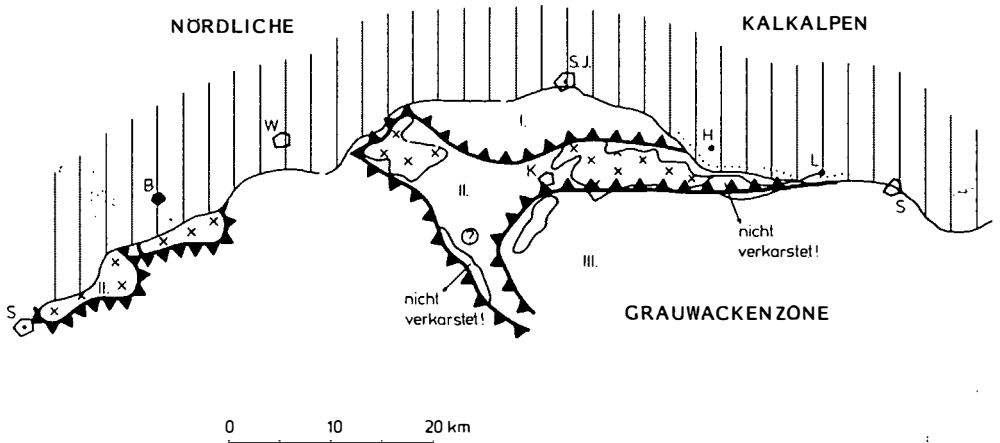 NÖRDLICHE
KALKALPEN
S.J.
W
I.
H
B
K
L
II.
S
nicht
verkarstet!
?
III.
II.
nicht
verkarstet!
S
GRAUWACKENZONE
0 10 20 km